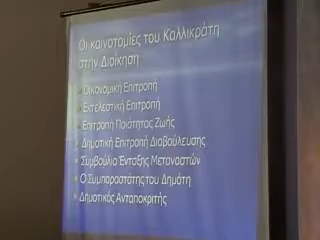 Οι καινοτομίες του Καλλικράτη
στην Διοίκηση
Οικονομική Επιτροπή
Εκτελεστική Επιτροπή
Επιτροπή Ποιότητας Ζωής
Δημοτική Επιτροπή Διαβούλευσης
Συμβούλιο Ένταξης Μεταναστών
Ο Συμπαραστάτης του Δημότη
Δημοτικός Ανταποκριτής